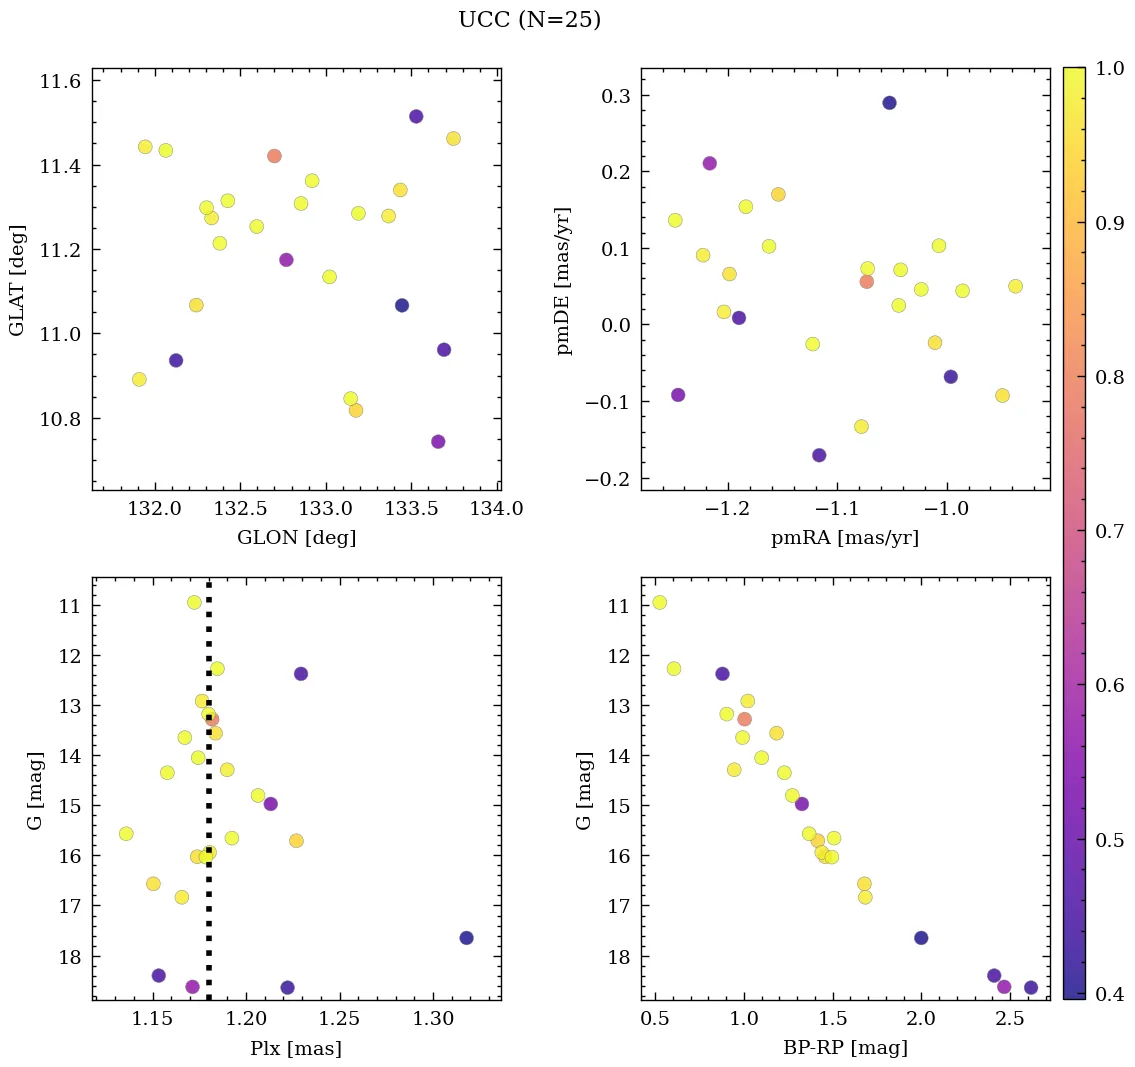 UCC (N=25)
11.6
11.4
11.2
11.0
10.8
GLAT [deg]
132.0 132.5 133.0 133.5 134.0
GLON [deg]
0.3
0.2
0.1
0.0
−0.1
−0.2
pmDE [mas/yr]
−1.2 −1.1 −1.0
pmRA [mas/yr]
11
12
13
14
15
16
17
18
G [mag]
1.15 1.20 1.25 1.30
Plx [mas]
11
12
13
14
15
16
17
18
G [mag]
0.5 1.0 1.5 2.0 2.5
BP-RP [mag]
1.0
0.9
0.8
0.7
0.6
0.5
0.4